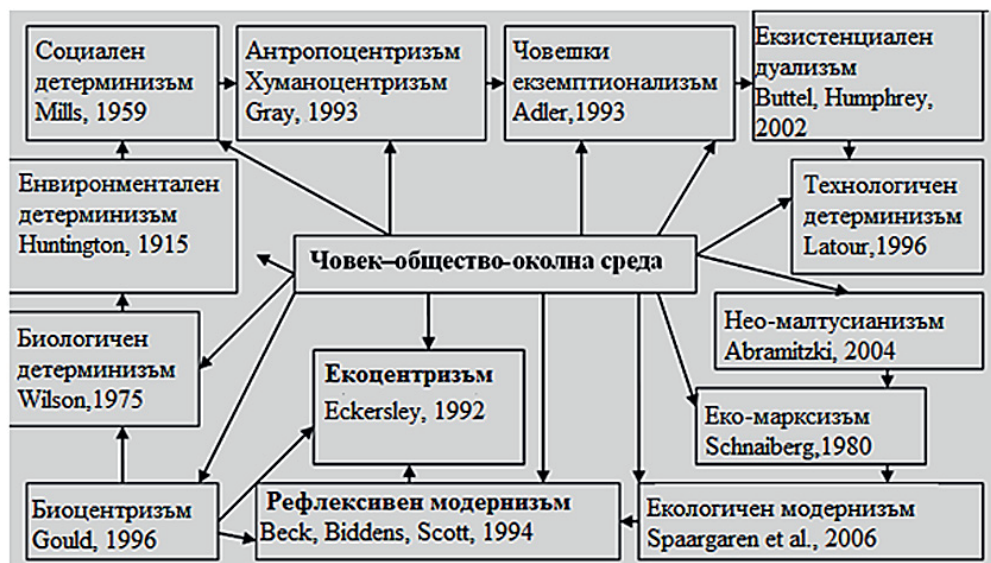 Социален
детерминизъм
Mills, 1959
Антропоцентризъм
Хуманоцентризъм
Gray, 1993
Човешки
екземптионализъм
Adler,1993
Екзистенциален
дуализъм
Buttel, Humphrey,
2002
Енвиронментален
детерминизъм
Huntington, 1915
Технологичен
детерминизъм
Latour,1996
Човек–общество-околна среда
Биологичен
детерминизъм
Wilson,1975
Нео-малтусианизъм
Abramitzki, 2004
Екоцентризъм
Eckersley, 1992
Еко-марксизъм
Schnaiberg,1980
Биоцентризъм
Gould, 1996
Рефлексивен модернизъм
Beck, Biddens, Scott, 1994
Екологичен модернизъм
Spaargaren et al., 2006